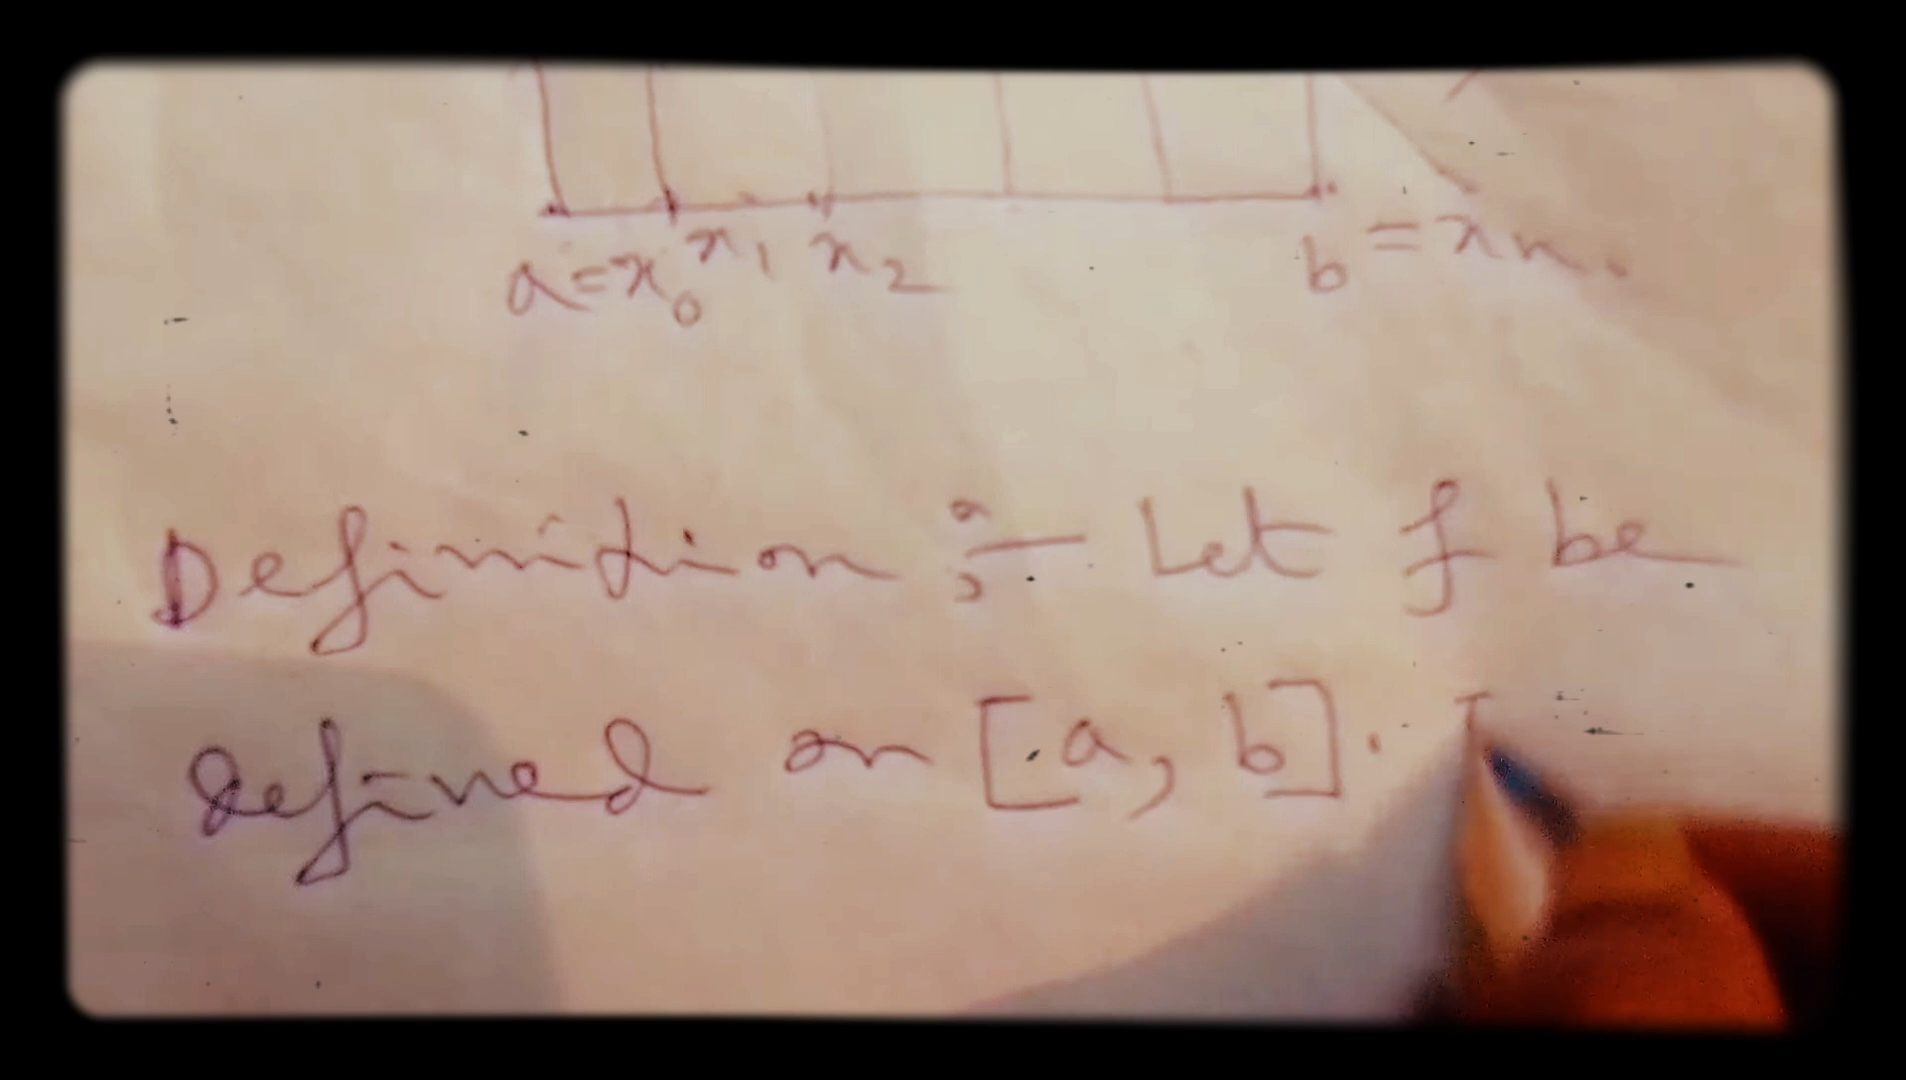 a=x₀ x₁ x₂ b = xn.
Definition :- Let f be
defined on [a, b]. I